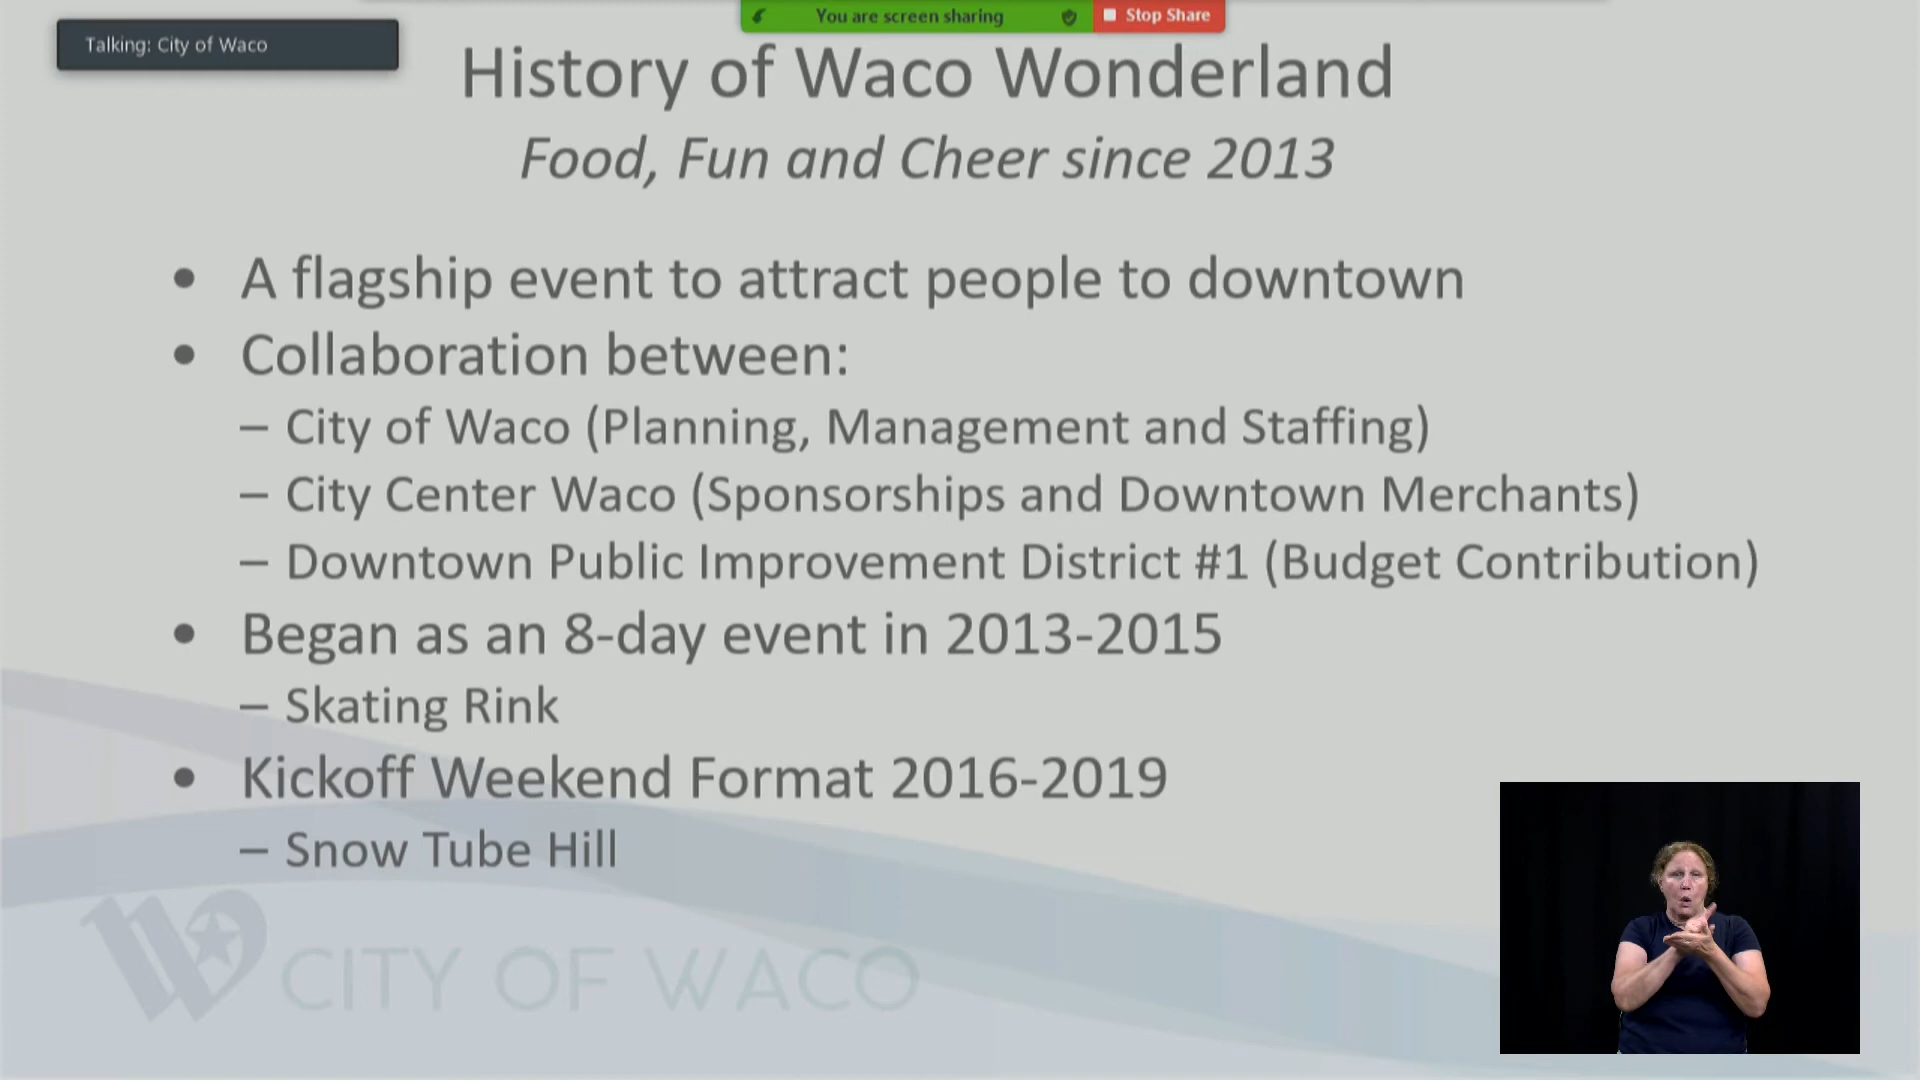 You are screen sharing
Stop Share
Talking: City of Waco
History of Waco Wonderland
Food, Fun and Cheer since 2013
• A flagship event to attract people to downtown
• Collaboration between:
– City of Waco (Planning, Management and Staffing)
– City Center Waco (Sponsorships and Downtown Merchants)
– Downtown Public Improvement District #1 (Budget Contribution)
• Began as an 8-day event in 2013-2015
– Skating Rink
• Kickoff Weekend Format 2016-2019
– Snow Tube Hill
CITY OF WACO